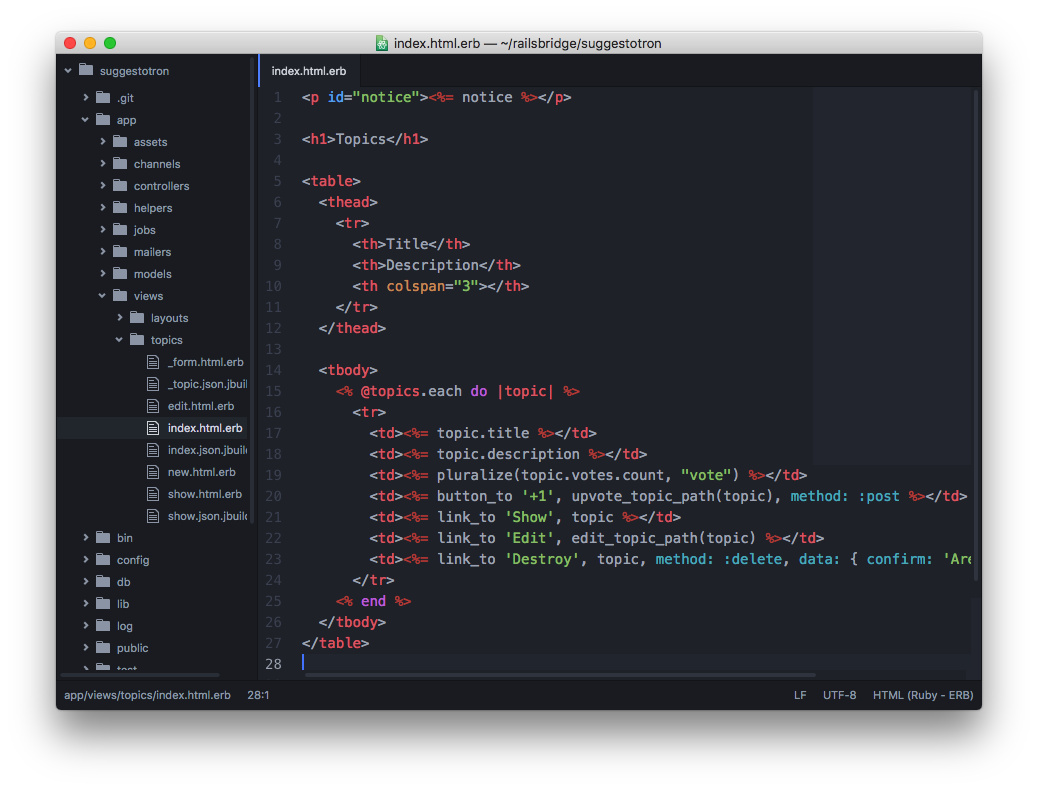 index.html.erb — ~/railsbridge/suggestotron
suggestotron
.git
app
assets
channels
controllers
helpers
jobs
mailers
models
views
layouts
topics
_form.html.erb
_topic.json.jbuil
edit.html.erb
index.html.erb
index.json.jbuil
new.html.erb
show.html.erb
show.json.jbuil
bin
config
db
lib
log
public
test
index.html.erb
1 <p id="notice"><%= notice %></p>
2
3 <h1>Topics</h1>
4
5 <table>
6   <thead>
7     <tr>
8       <th>Title</th>
9       <th>Description</th>
10       <th colspan="3"></th>
11     </tr>
12   </thead>
13
14   <tbody>
15     <% @topics.each do |topic| %>
16       <tr>
17         <td><%= topic.title %></td>
18         <td><%= topic.description %></td>
19         <td><%= pluralize(topic.votes.count, "vote") %></td>
20         <td><%= button_to '+1', upvote_topic_path(topic), method: :post %></td>
21         <td><%= link_to 'Show', topic %></td>
22         <td><%= link_to 'Edit', edit_topic_path(topic) %></td>
23         <td><%= link_to 'Destroy', topic, method: :delete, data: { confirm: 'Are
24       </tr>
25     <% end %>
26   </tbody>
27 </table>
28
app/views/topics/index.html.erb 28:1 LF UTF-8 HTML (Ruby - ERB)